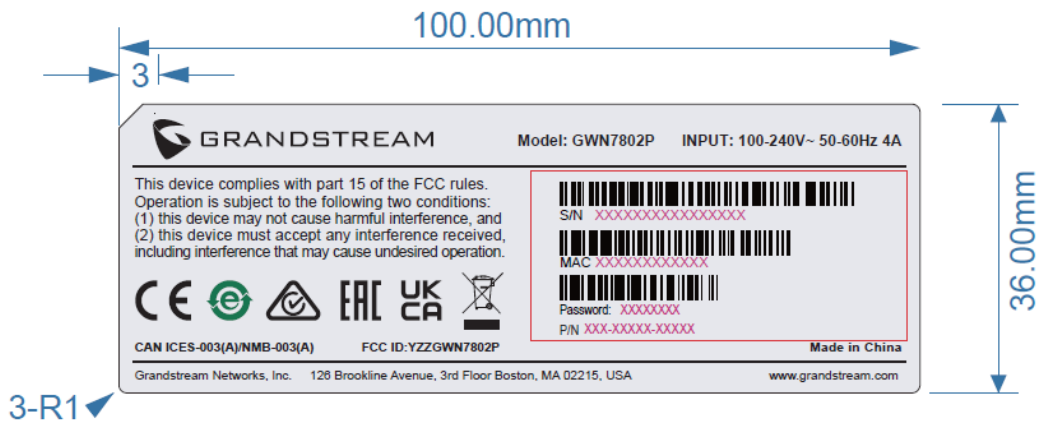 100.00mm
3
GRANDSTREAM
Model: GWN7802P INPUT: 100-240V~ 50-60Hz 4A
This device complies with part 15 of the FCC rules.
Operation is subject to the following two conditions:
(1) this device may not cause harmful interference, and
(2) this device must accept any interference received,
including interference that may cause undesired operation.
S/N XXXXXXXXXXXXXXXX
MAC XXXXXXXXXXXX
Password: XXXXXXXX
P/N XXX-XXXXX-XXXXX
CE e EAC UK CA
CAN ICES-003(A)/NMB-003(A) FCC ID:YZZGWN7802P Made in China
Grandstream Networks, Inc. 126 Brookline Avenue, 3rd Floor Boston, MA 02215, USA www.grandstream.com
36.00mm
3-R1